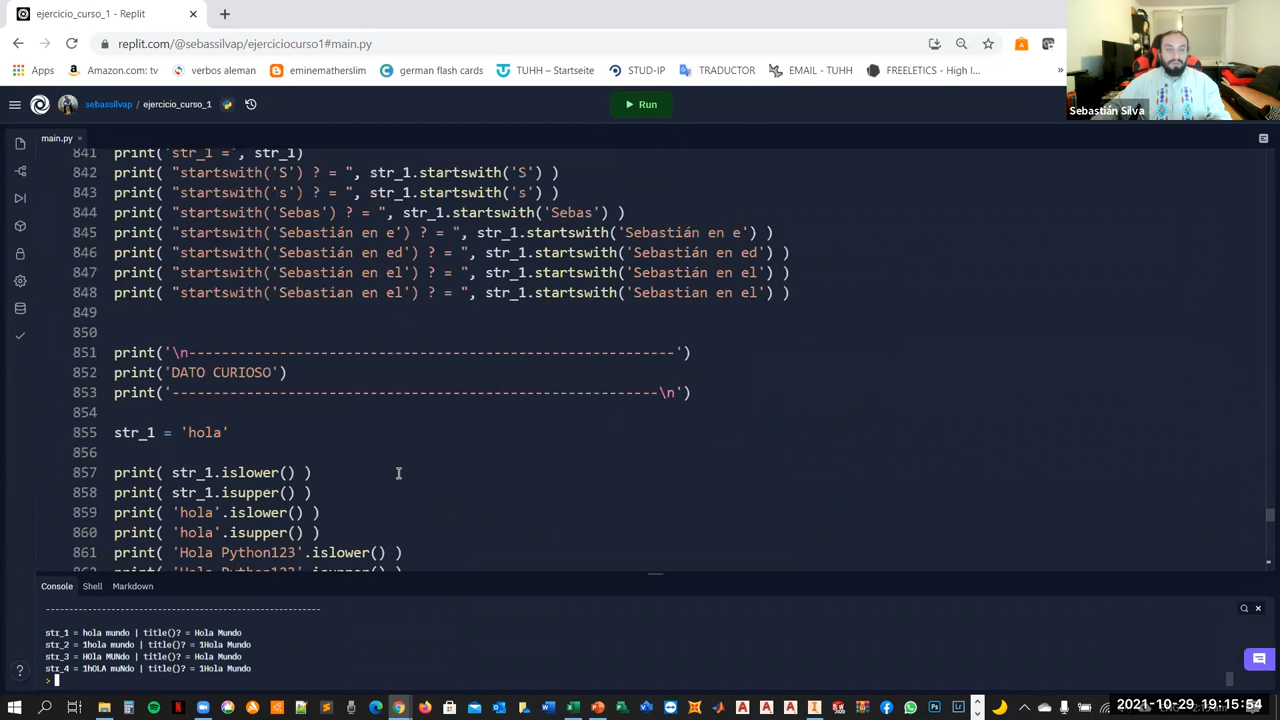 ejercicio_curso_1 - Replit
replit.com/@sebassilvap/ejerciciocurso1#main.py
Apps
Amazon.com: tv
verbos aleman
eminematherslim
german flash card
TUHH – Startseite
STUD-IP
TRADUCTOR
EMAIL - TUHH
FREELETICS - High I...
»
Sebastián Silva
sebassilvap / ejercicio_curso_1
Run
main.py
841 print('str_1 =', str_1)
842 print( "startswith('S') ? = ", str_1.startswith('S') )
843 print( "startswith('s') ? = ", str_1.startswith('s') )
844 print( "startswith('Sebas') ? = ", str_1.startswith('Sebas') )
845 print( "startswith('Sebastián en e') ? = ", str_1.startswith('Sebastián en e') )
846 print( "startswith('Sebastián en ed') ? = ", str_1.startswith('Sebastián en ed') )
847 print( "startswith('Sebastián en el') ? = ", str_1.startswith('Sebastián en el') )
848 print( "startswith('Sebastian en el') ? = ", str_1.startswith('Sebastian en el') )
849
850
851 print('\n-----------------------------------------------------------')
852 print('DATO CURIOSO')
853 print('-----------------------------------------------------------\n')
854
855 str_1 = 'hola'
856
857 print( str_1.islower() )
858 print( str_1.isupper() )
859 print( 'hola'.islower() )
860 print( 'hola'.isupper() )
861 print( 'Hola Python123'.islower() )
862 print( 'Hola Python123'.isupper() )
Console
Shell
Markdown
-----------------------------------------------------------
str_1 = hola mundo | title()? = Hola Mundo
str_2 = 1hola mundo | title()? = 1Hola Mundo
str_3 = HOla MUNdo | title()? = Hola Mundo
str_4 = 1hOLA muNdo | title()? = 1Hola Mundo
>
2021-10-29 19:15:54